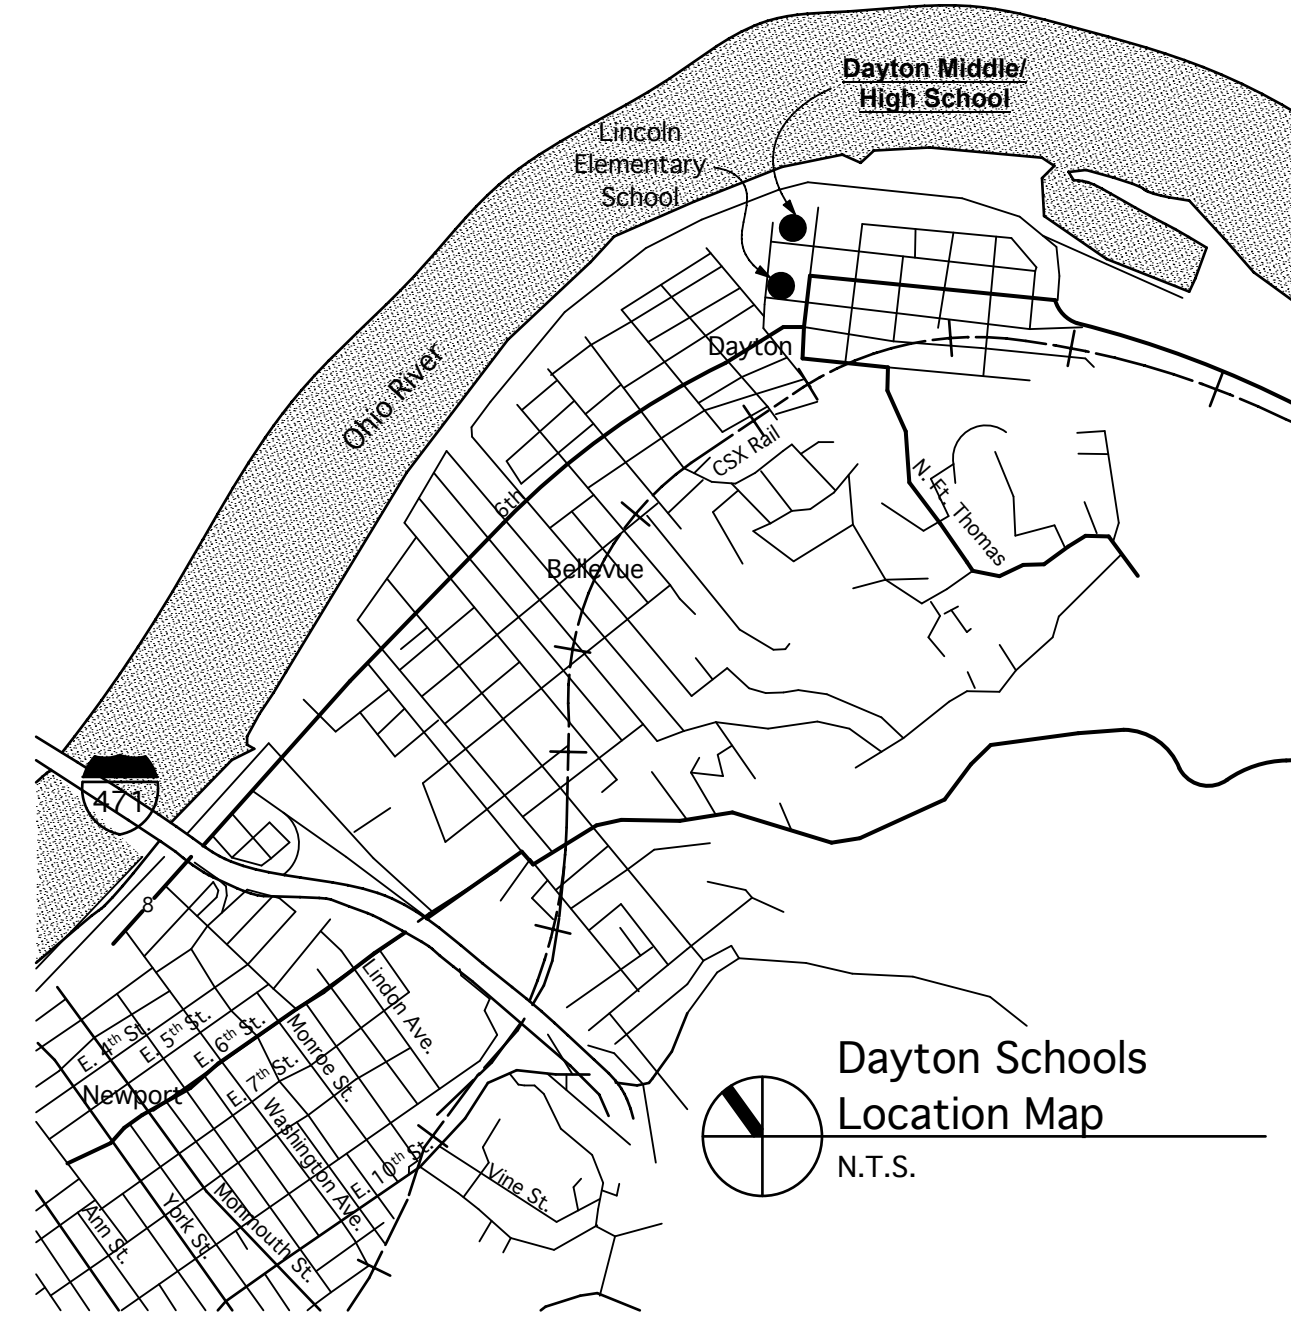 Dayton Middle/
High School
Lincoln
Elementary
School
Ohio River
Dayton
CSX Rail
6th
N. Ft. Thomas
Bellevue
471
8
Lindon Ave.
E. 4th St.
E. 5th St.
E. 6th St.
Monroe St.
E. 7th St.
Newport
Washington Ave.
E. 10th St.
Vine St.
Ann St.
York St.
Monmouth St.
Dayton Schools
Location Map
N.T.S.